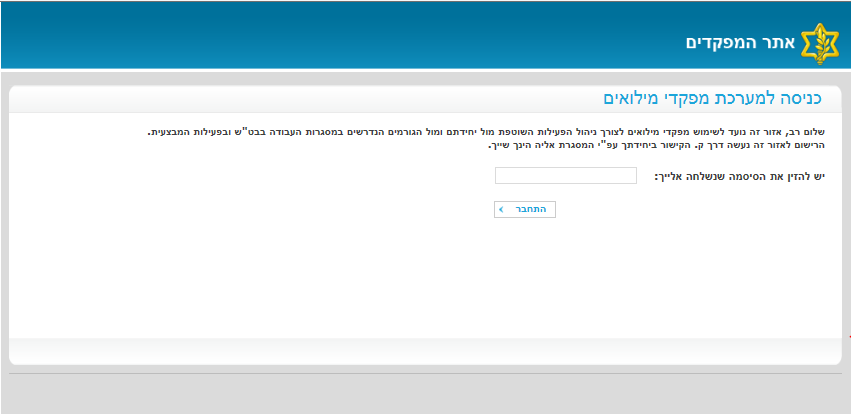 אתר המפקדים
כניסה למערכת מפקדי מילואים
שלום רב, אזור זה נועד לשימוש מפקדי מילואים לצורך ניהול הפעילות השוטפת מול יחידתם ומול הגורמים הנדרשים במסגרות העבודה בבט"ש ובפעילות המבצעית.
הרישום לאזור זה נעשה דרך ק. הקישור ביחידתך עפ"י המסגרת אליה הינך שייך.
יש להזין את הסיסמה שנשלחה אלייך:
התחבר